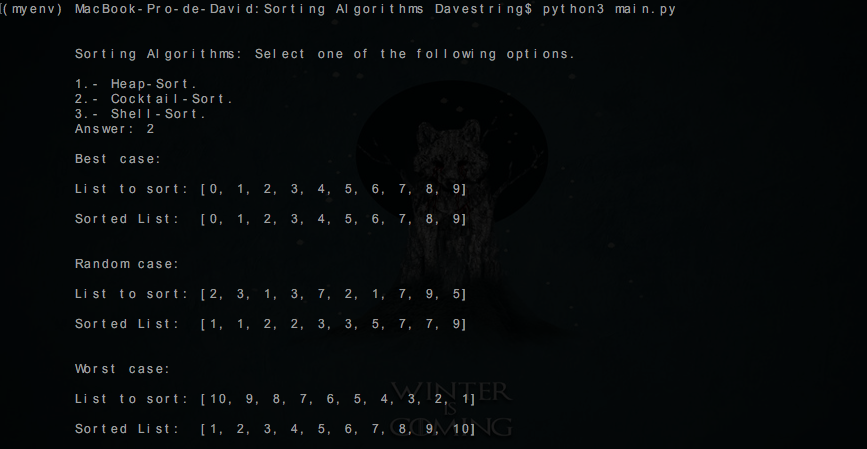 (myenv) MacBook-Pro-de-David:Sorting Algorithms Davestring$ python3 main.py
Sorting Algorithms: Select one of the following options.
1.- Heap-Sort.
2.- Cocktail-Sort.
3.- Shell-Sort.
Answer: 2
Best case:
List to sort: [0, 1, 2, 3, 4, 5, 6, 7, 8, 9]
Sorted List: [0, 1, 2, 3, 4, 5, 6, 7, 8, 9]
Random case:
List to sort: [2, 3, 1, 3, 7, 2, 1, 7, 9, 5]
Sorted List: [1, 1, 2, 2, 3, 3, 5, 7, 7, 9]
Worst case:
List to sort: [10, 9, 8, 7, 6, 5, 4, 3, 2, 1]
Sorted List: [1, 2, 3, 4, 5, 6, 7, 8, 9, 10]
WINTER
IS
COMING